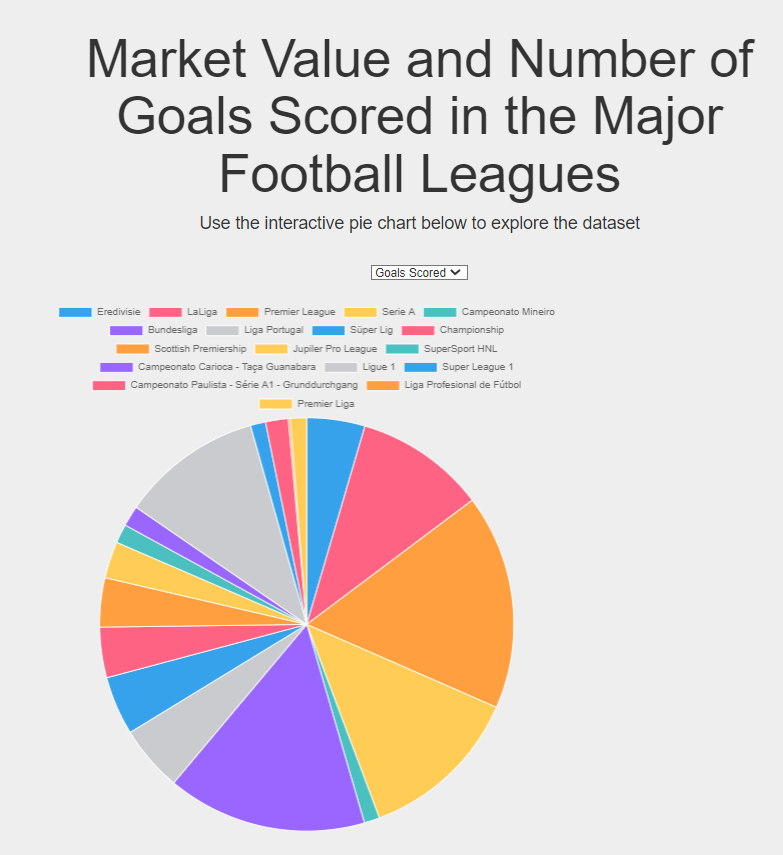 Market Value and Number of
Goals Scored in the Major
Football Leagues
Use the interactive pie chart below to explore the dataset
Goals Scored
Eredivisie LaLiga Premier League Serie A Campeonato Mineiro
Bundesliga Liga Portugal Süper Lig Championship
Scottish Premiership Jupiler Pro League SuperSport HNL
Campeonato Carioca - Taça Guanabara Ligue 1 Super League 1
Campeonato Paulista - Série A1 - Grunddurchgang Liga Profesional de Fútbol
Premier Liga